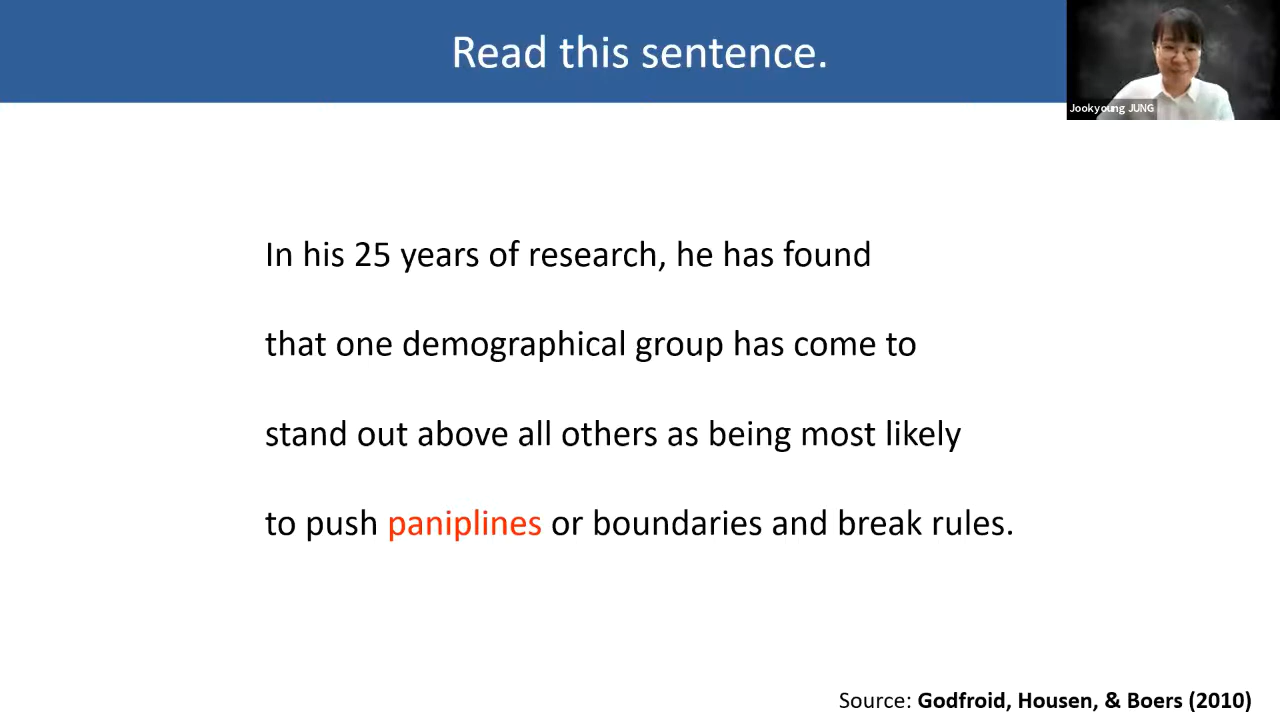 Read this sentence.
Jookyoung JUNG
In his 25 years of research, he has found
that one demographical group has come to
stand out above all others as being most likely
to push paniplines or boundaries and break rules.
Source: Godfroid, Housen, & Boers (2010)